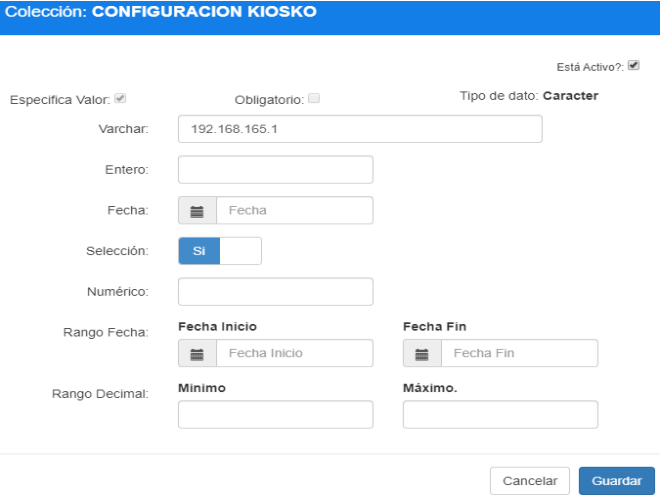 Colección: CONFIGURACION KIOSKO
Está Activo?:
Especifica Valor: Obligatorio: Tipo de dato: Caracter
Varchar: 192.168.165.1
Entero:
Fecha: Fecha
Selección: Si
Numérico:
Rango Fecha: Fecha Inicio Fecha Fin
Fecha Inicio Fecha Fin
Rango Decimal: Minimo Máximo.
Cancelar Guardar